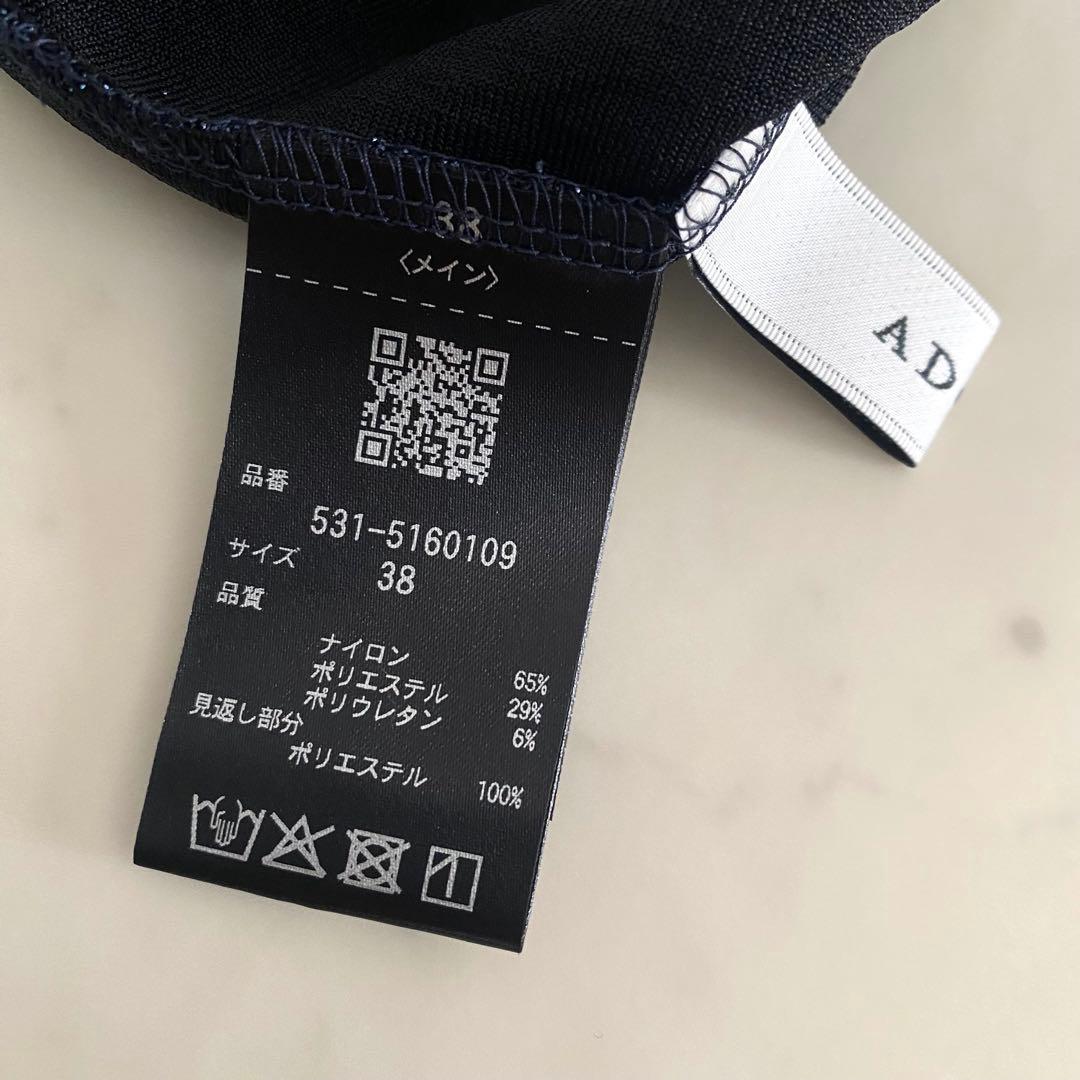 38
〈メイン〉
品番
531-5160109
サイズ
38
品質
ナイロン 65%
ポリエステル 29%
ポリウレタン 6%
見返し部分
ポリエステル 100%
AD